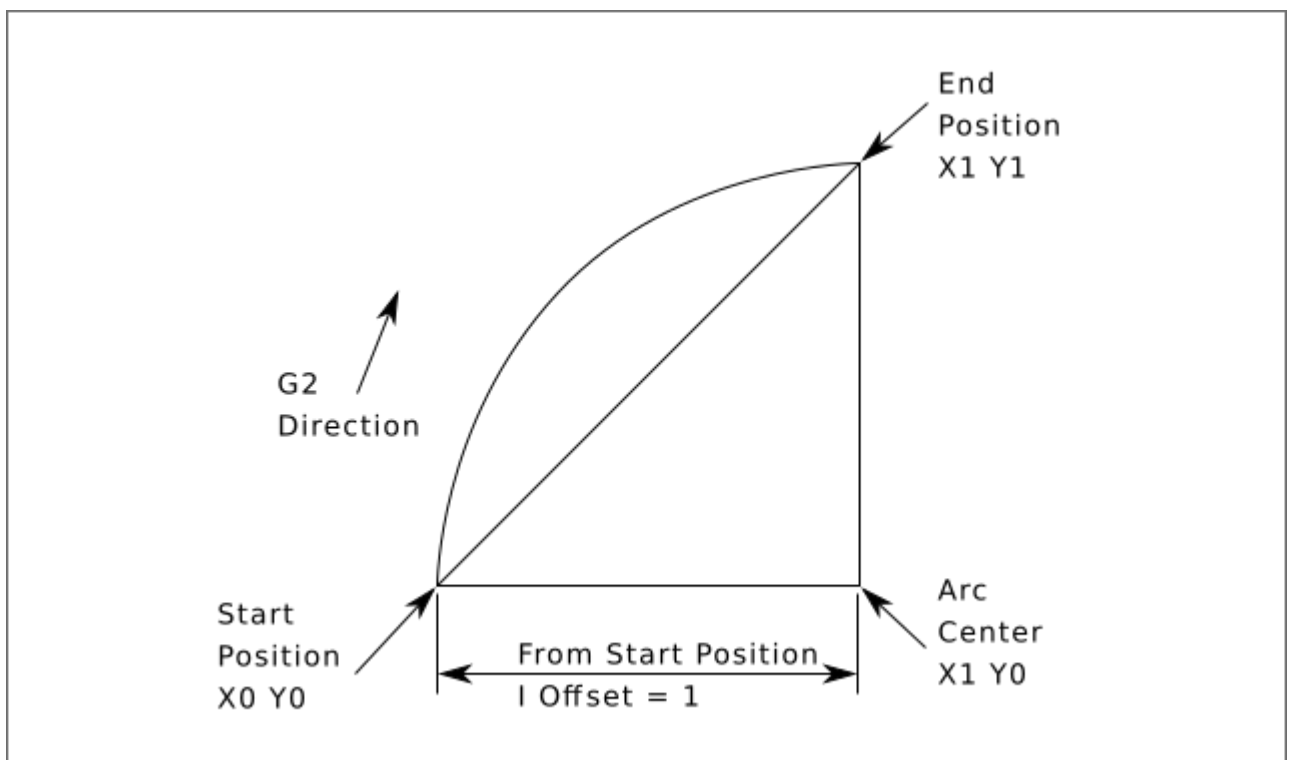 End
Position
X1 Y1
G2
Direction
Start
Position
X0 Y0
From Start Position
I Offset = 1
Arc
Center
X1 Y0